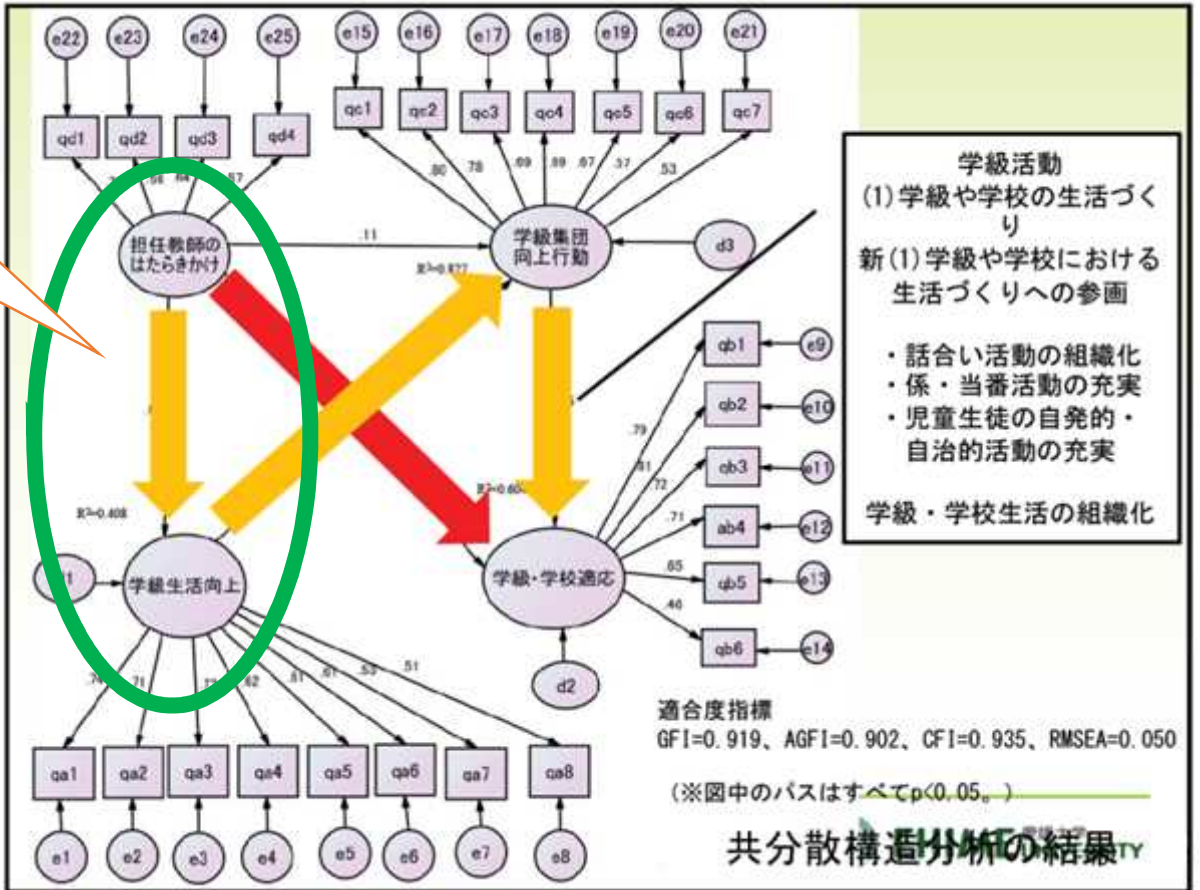 e22 e23 e24 e25 e15 e16 e17 e18 e19 e20 e21
qd1 qd2 qd3 qd4 qc1 qc2 qc3 qc4 qc5 qc6 qc7
.57 .80 .78 .69 .69 .67 .37 .53
担任教師の
はたらきかけ
.11
学級集団
向上行動
d3
学級活動
(1)学級や学校の生活づく
り
新(1)学級や学校における
生活づくりへの参画
・話合い活動の組織化
・係・当番活動の充実
・児童生徒の自発的・
自治的活動の充実
学級・学校生活の組織化
qb1 e9
qb2 e10
qb3 e11
ab4 e12
qb5 e13
qb6 e14
.79
.81
.72
.71
.65
.46
R²=0.408
学級生活向上
学級・学校適応
d2
.74 .71 .62 .61 .53 .51
qa1 qa2 qa3 qa4 qa5 qa6 qa7 qa8
e1 e2 e3 e4 e5 e6 e7 e8
適合度指標
GFI=0.919、AGFI=0.902、CFI=0.935、RMSEA=0.050
(※図中のパスはすべてp<0.05。)
共分散構造分析の結果